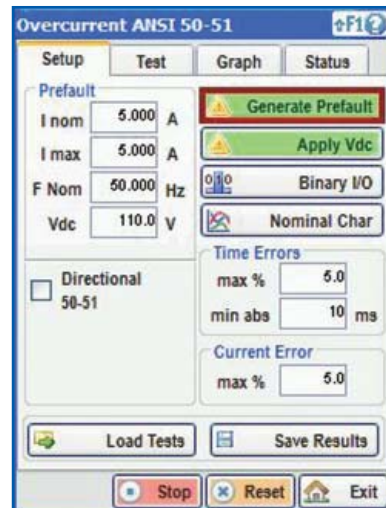 Overcurrent ANSI 50-51 F1?
Setup Test Graph Status
Prefault
I nom 5.000 A
I max 5.000 A
F Nom 50.000 Hz
Vdc 110.0 V
Directional
50-51
Generate Prefault
Apply Vdc
Binary I/O
Nominal Char
Time Errors
max % 5.0
min abs 10 ms
Current Error
max % 5.0
Load Tests Save Results
Stop Reset Exit